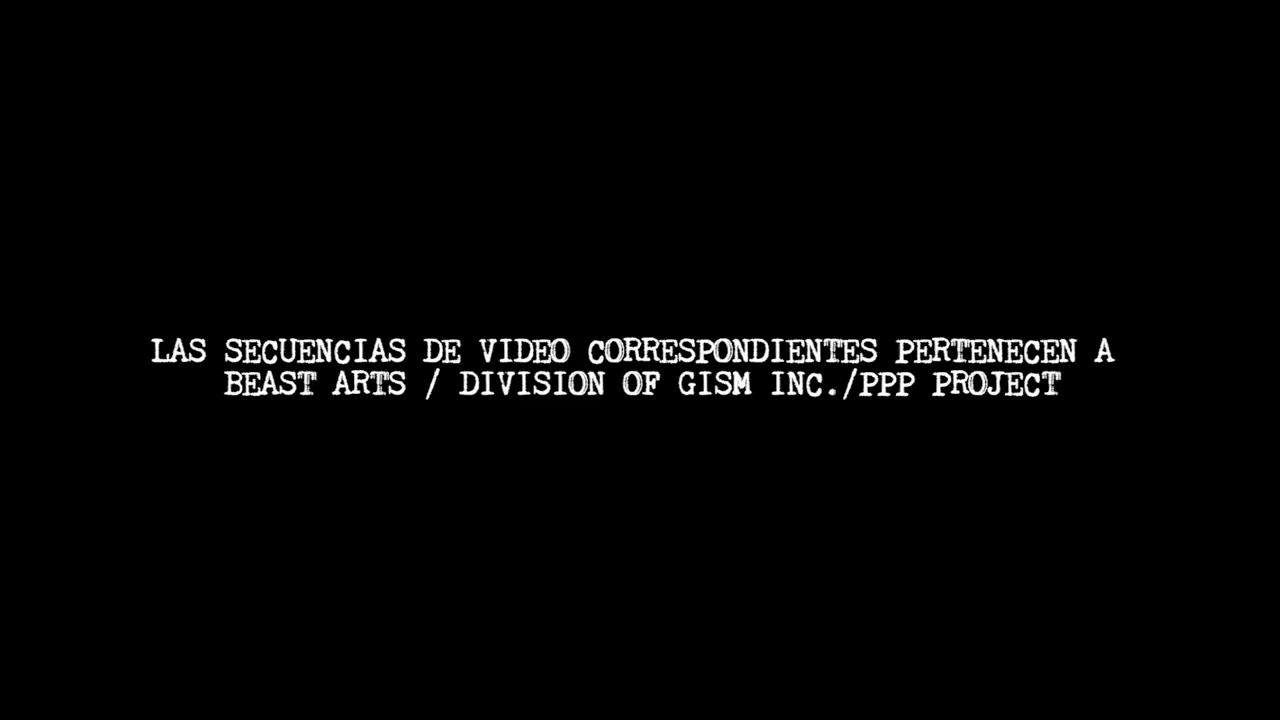 LAS SECUENCIAS DE VIDEO CORRESPONDIENTES PERTENECEN A
BEAST ARTS / DIVISION OF GISM INC./PPP PROJECT